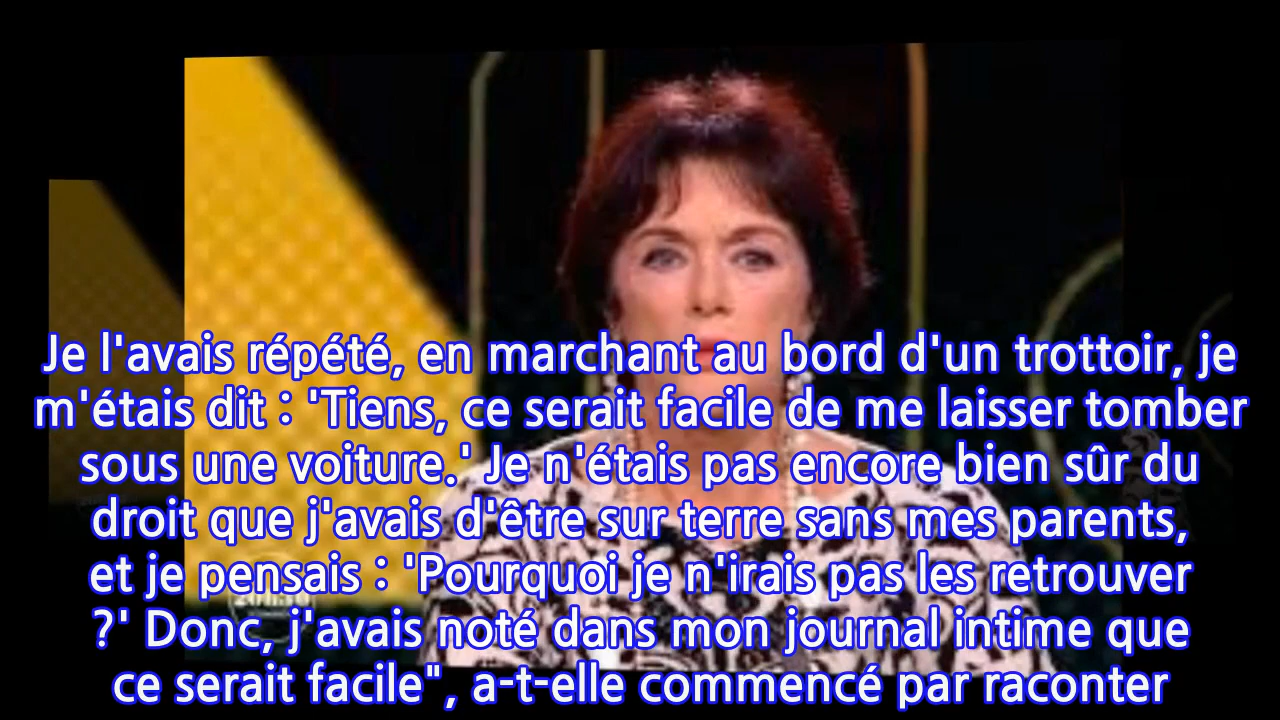 Je l'avais répété, en marchant au bord d'un trottoir, je
m'étais dit : 'Tiens, ce serait facile de me laisser tomber
sous une voiture.' Je n'étais pas encore bien sûr du
droit que j'avais d'être sur terre sans mes parents,
et je pensais : 'Pourquoi je n'irais pas les retrouver
?' Donc, j'avais noté dans mon journal intime que
ce serait facile", a-t-elle commencé par raconter